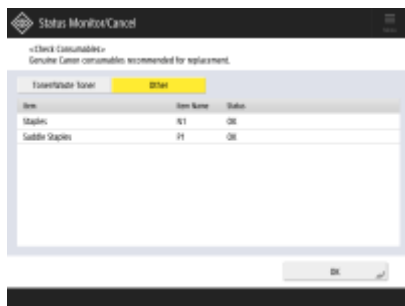 Status Monitor/Cancel
Menu
<Check Consumables>
Genuine Canon consumables recommended for replacement.
Toner/Waste Toner
Other
Item
Item Name
Status
Staples
N1
OK
Saddle Staples
P1
OK
OK